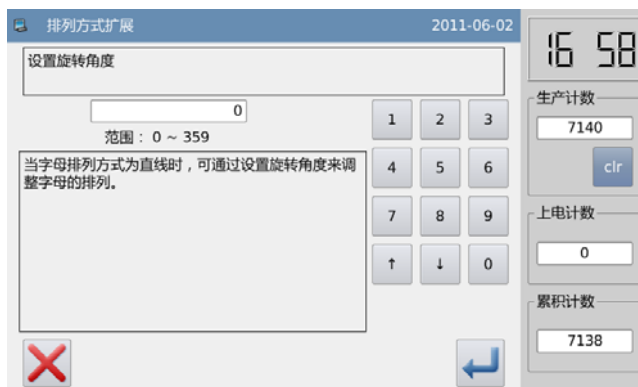 排列方式扩展
2011-06-02
设置旋转角度
0
范围：0 ~ 359
当字母排列方式为直线时，可通过设置旋转角度来调
整字母的排列。
1 2 3
4 5 6
7 8 9
↑ ↓ 0
16 58
生产计数
7140
clr
上电计数
0
累积计数
7138